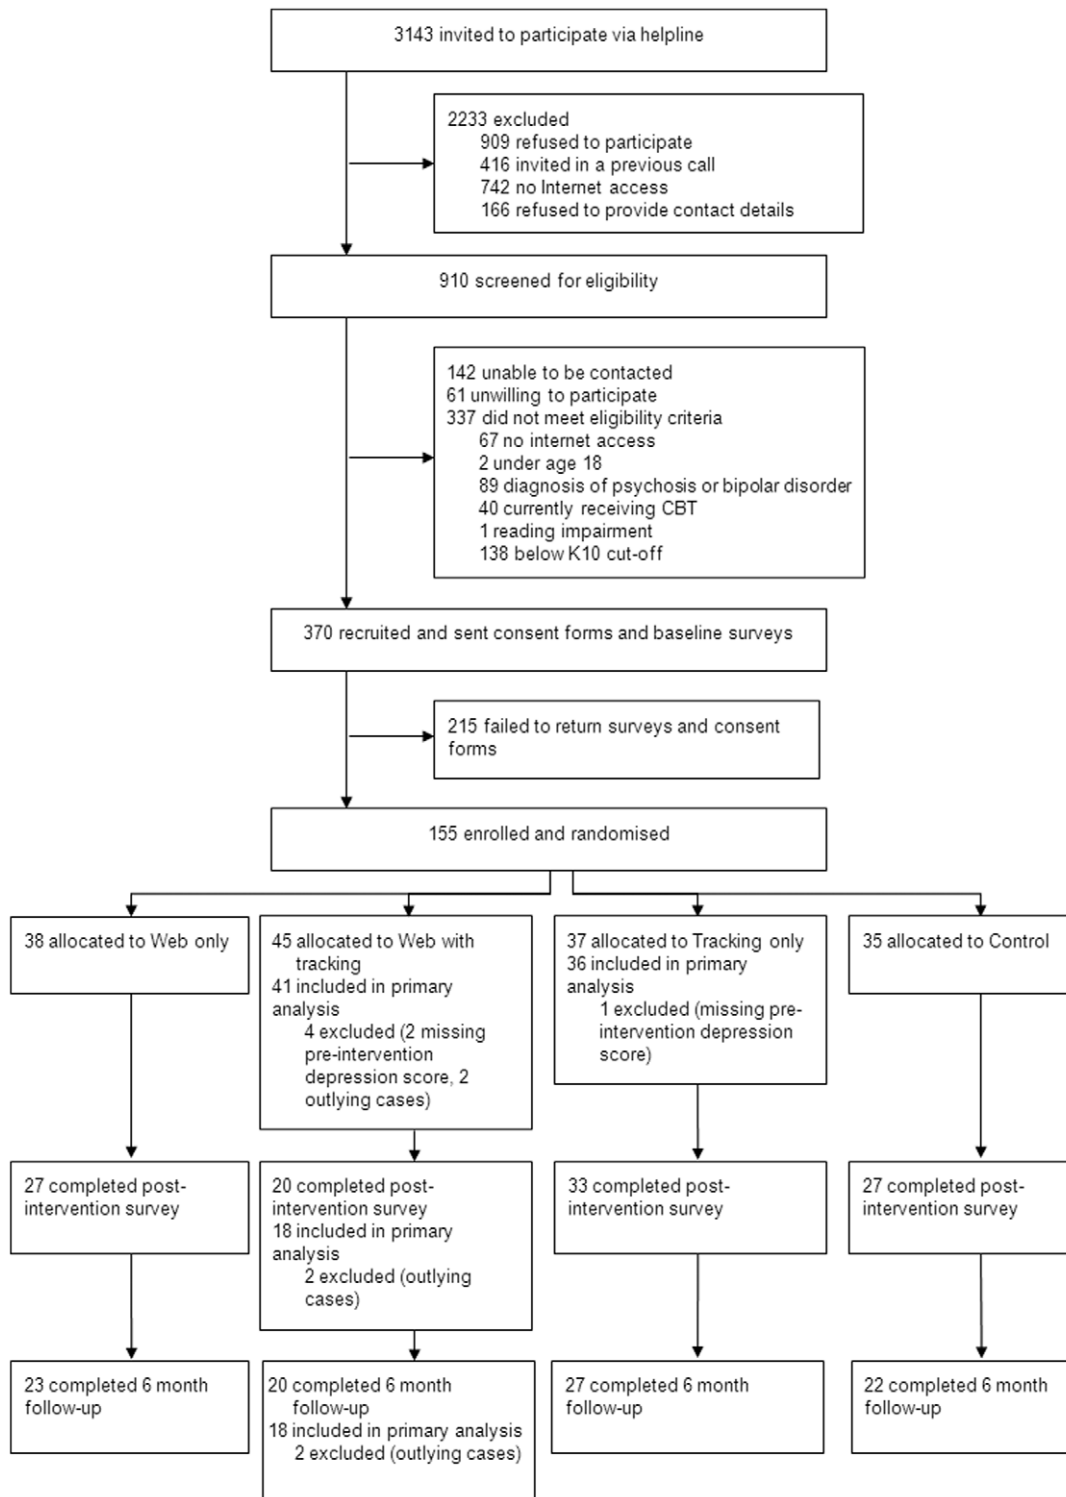 3143 invited to participate via helpline
2233 excluded
909 refused to participate
416 invited in a previous call
742 no Internet access
166 refused to provide contact details
910 screened for eligibility
142 unable to be contacted
61 unwilling to participate
337 did not meet eligibility criteria
67 no internet access
2 under age 18
89 diagnosis of psychosis or bipolar disorder
40 currently receiving CBT
1 reading impairment
138 below K10 cut-off
370 recruited and sent consent forms and baseline surveys
215 failed to return surveys and consent
forms
155 enrolled and randomised
38 allocated to Web only
45 allocated to Web with
tracking
41 included in primary
analysis
4 excluded (2 missing
pre-intervention
depression score, 2
outlying cases)
37 allocated to Tracking only
36 included in primary
analysis
1 excluded (missing pre-
intervention depression
score)
35 allocated to Control
27 completed post-
intervention survey
20 completed post-
intervention survey
18 included in primary
analysis
2 excluded (outlying
cases)
33 completed post-
intervention survey
27 completed post-
intervention survey
23 completed 6 month
follow-up
20 completed 6 month
follow-up
18 included in primary analysis
2 excluded (outlying cases)
27 completed 6 month
follow-up
22 completed 6 month
follow-up